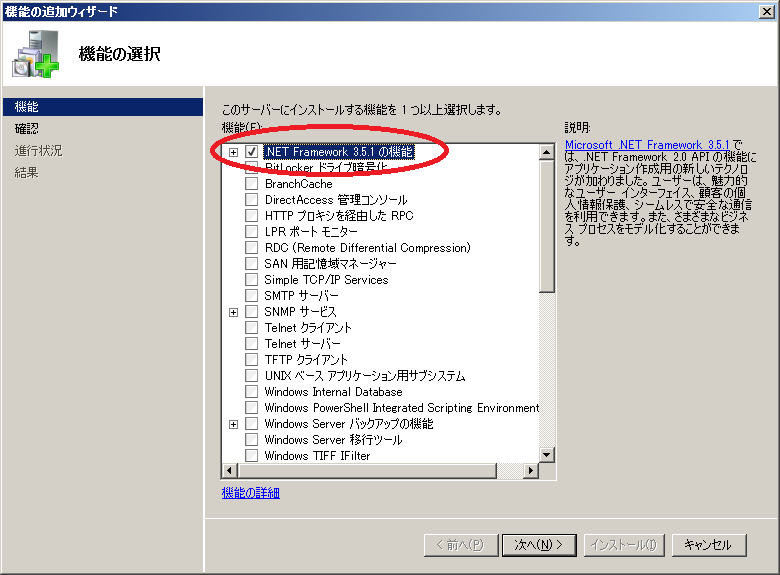 機能の追加ウィザード
機能の選択
機能
確認
進行状況
結果
このサーバーにインストールする機能を 1 つ以上選択します。
機能(F):
.NET Framework 3.5.1 の機能
BitLocker ドライブ暗号化
BranchCache
DirectAccess 管理コンソール
HTTP プロキシを経由した RPC
LPR ポート モニター
RDC (Remote Differential Compression)
SAN 用記憶域マネージャー
Simple TCP/IP Services
SMTP サーバー
SNMP サービス
Telnet クライアント
Telnet サーバー
TFTP クライアント
UNIX ベース アプリケーション用サブシステム
Windows Internal Database
Windows PowerShell Integrated Scripting Environment
Windows Server バックアップの機能
Windows Server 移行ツール
Windows TIFF IFilter
機能の詳細
説明:
Microsoft .NET Framework 3.5.1で
は、.NET Framework 2.0 API の機能に
アプリケーション作成用の新しいテクノロ
ジが加わりました。ユーザーは、魅力的
なユーザー インターフェイス、顧客の個
人情報保護、シームレスで安全な通信
を利用できます。また、さまざまなビジネ
ス プロセスをモデル化することができま
す。
< 前へ(P)
次へ(N) >
インストール(I)
キャンセル